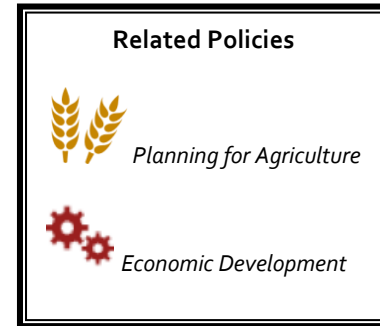 Related Policies
Planning for Agriculture
Economic Development